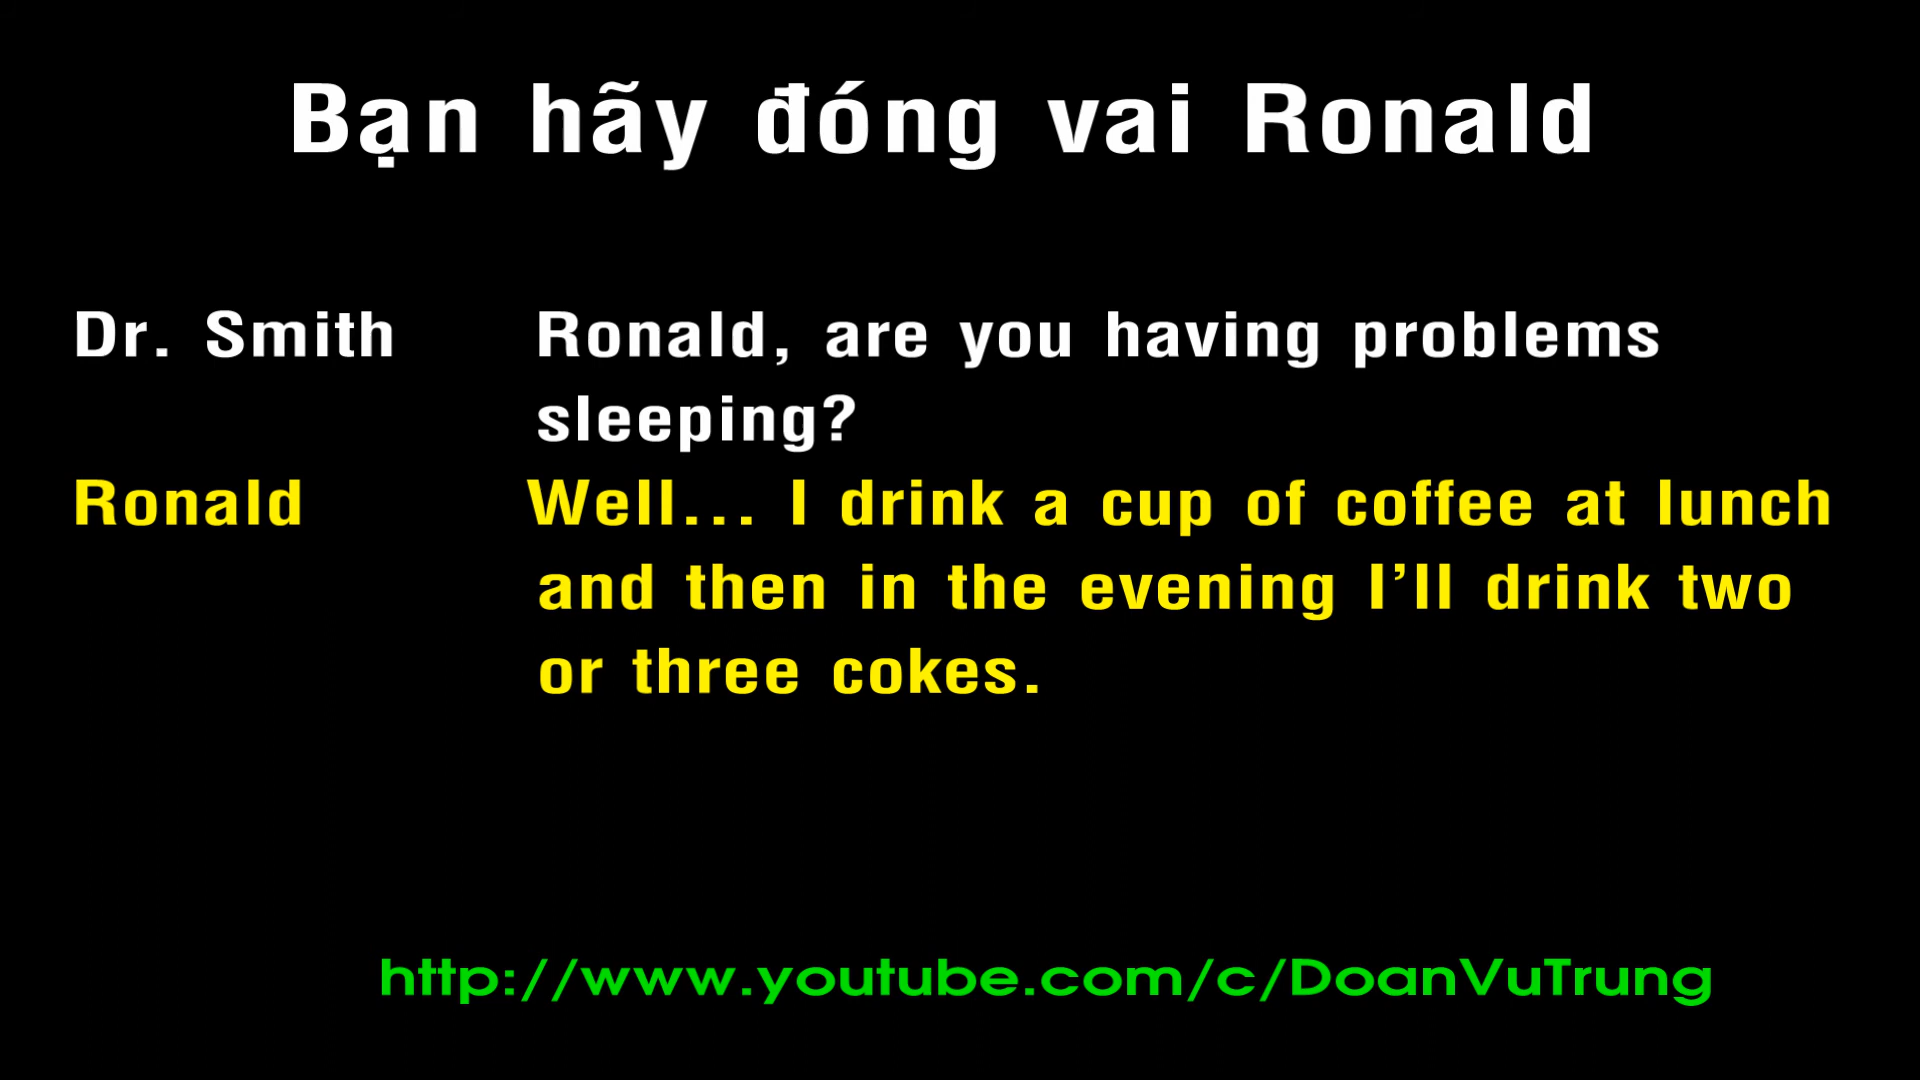 Bạn hãy đóng vai Ronald
Dr. Smith Ronald, are you having problems
sleeping?
Ronald Well... I drink a cup of coffee at lunch
and then in the evening I’ll drink two
or three cokes.
http://www.youtube.com/c/DoanVuTrung